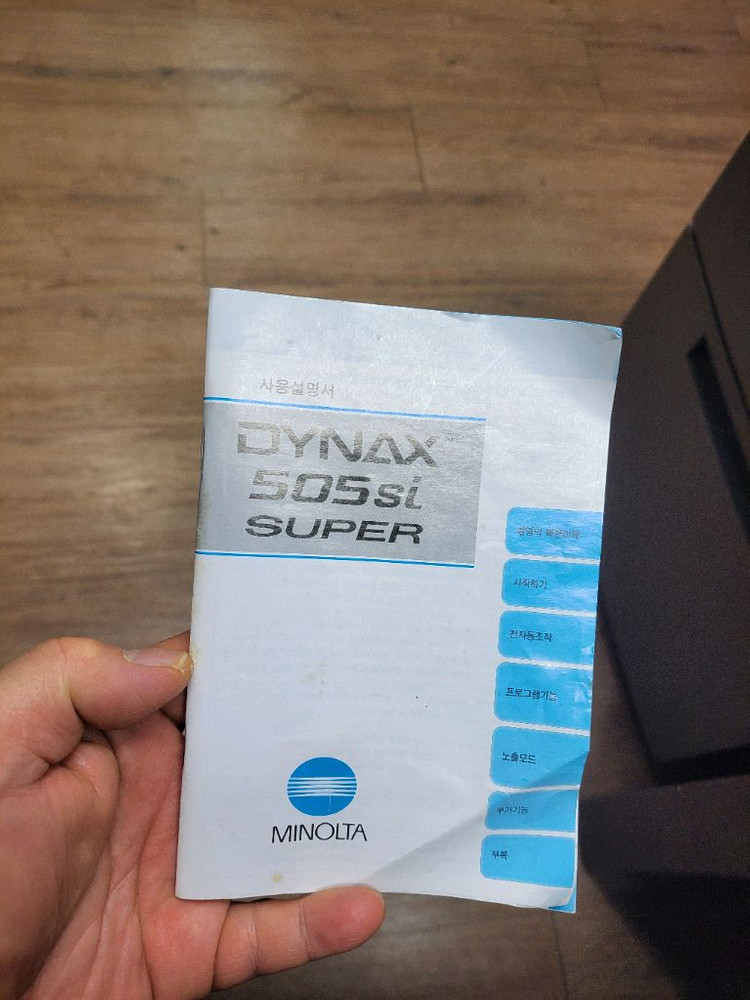 사용설명서
DYNAX™
505si
SUPER
시작하기
전자동조작
프로그램기능
노출모드
부가기능
부록
MINOLTA